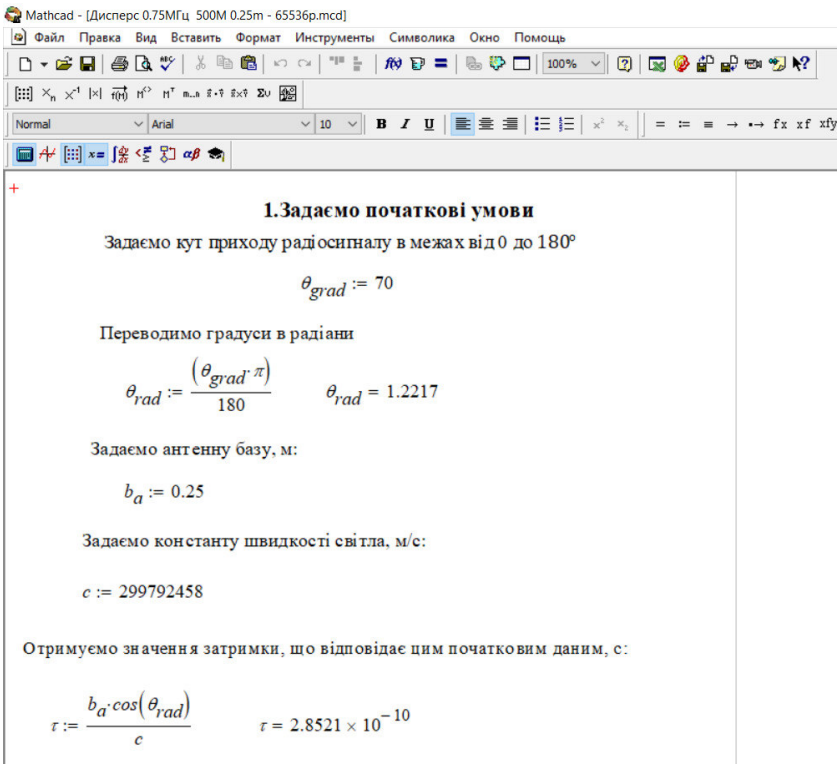 Mathcad - [Дисперс 0.75МГц 500М 0.25m - 65536p.mcd]
Файл Правка Вид Вставить Формат Инструменты Символика Окно Помощь
100%
Normal Arial 10 B I U
1.Задаємо початкові умови
Задаємо кут приходу радіосигналу в межах від 0 до 180°
θgrad := 70
Переводимо градуси в радіани
θrad := (θgrad·π)/180 θrad = 1.2217
Задаємо антенну базу, м:
ba := 0.25
Задаємо константу швидкості світла, м/с:
c := 299792458
Отримуємо значення затримки, що відповідає цим початковим даним, с:
τ := ba·cos(θrad)/c τ = 2.8521 × 10^-10